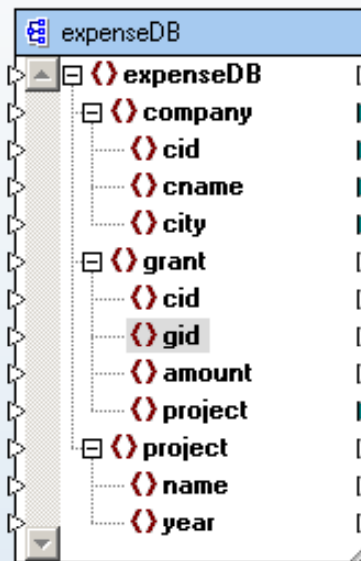 expenseDB
expenseDB
company
cid
cname
city
grant
cid
gid
amount
project
project
name
year